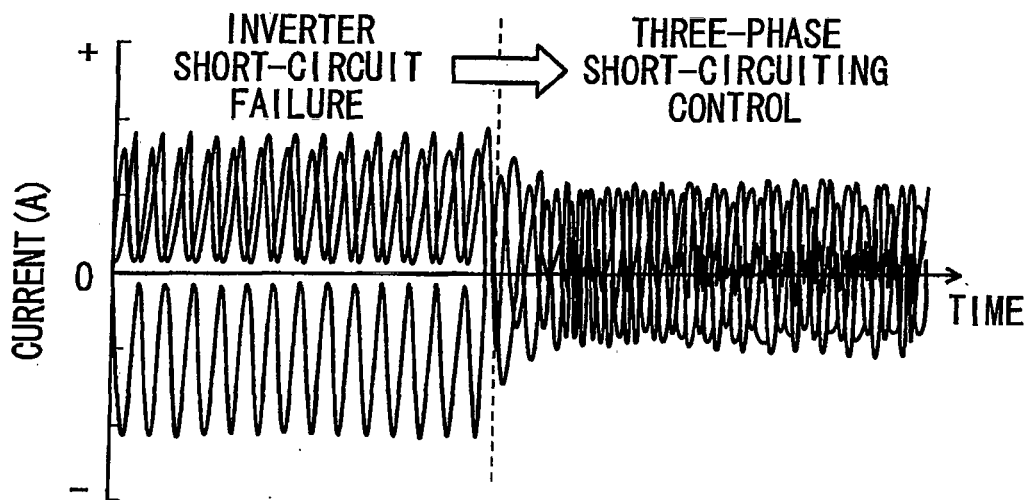 INVERTER
SHORT-CIRCUIT
FAILURE
THREE-PHASE
SHORT-CIRCUITING
CONTROL
+
CURRENT (A)
0
TIME
-